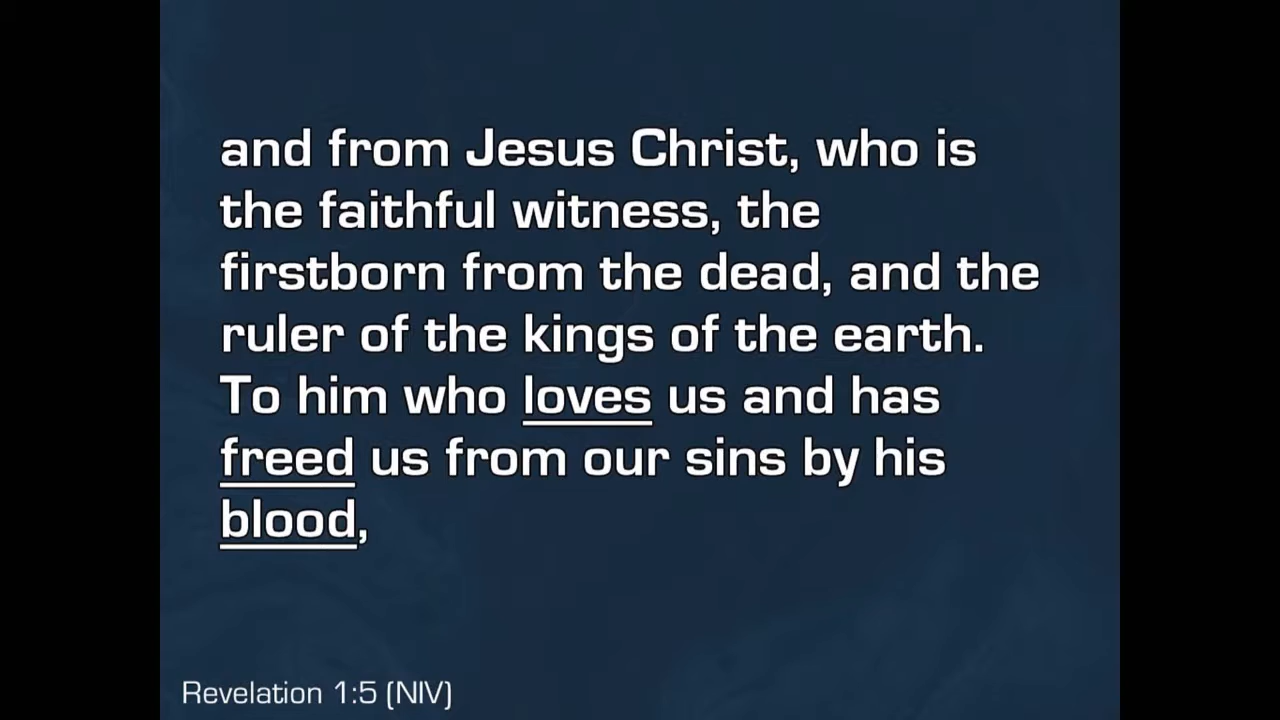 and from Jesus Christ, who is
the faithful witness, the
firstborn from the dead, and the
ruler of the kings of the earth.
To him who loves us and has
freed us from our sins by his
blood,
Revelation 1:5 (NIV)